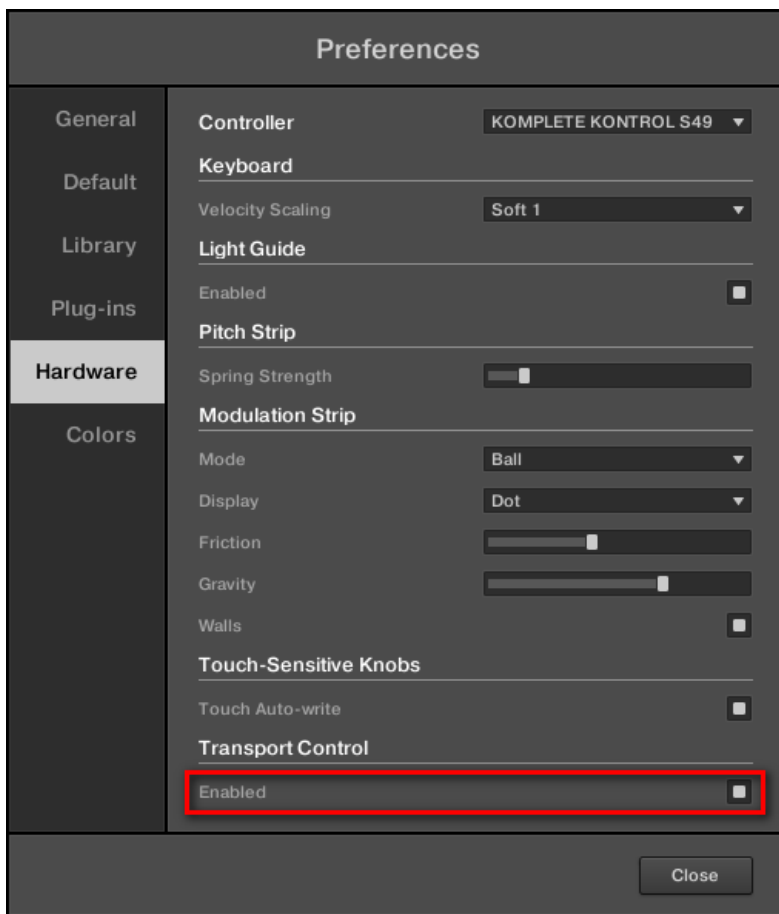 Preferences
General
Default
Library
Plug-ins
Hardware
Colors
Controller KOMPLETE KONTROL S49
Keyboard
Velocity Scaling Soft 1
Light Guide
Enabled
Pitch Strip
Spring Strength
Modulation Strip
Mode Ball
Display Dot
Friction
Gravity
Walls
Touch-Sensitive Knobs
Touch Auto-write
Transport Control
Enabled
Close